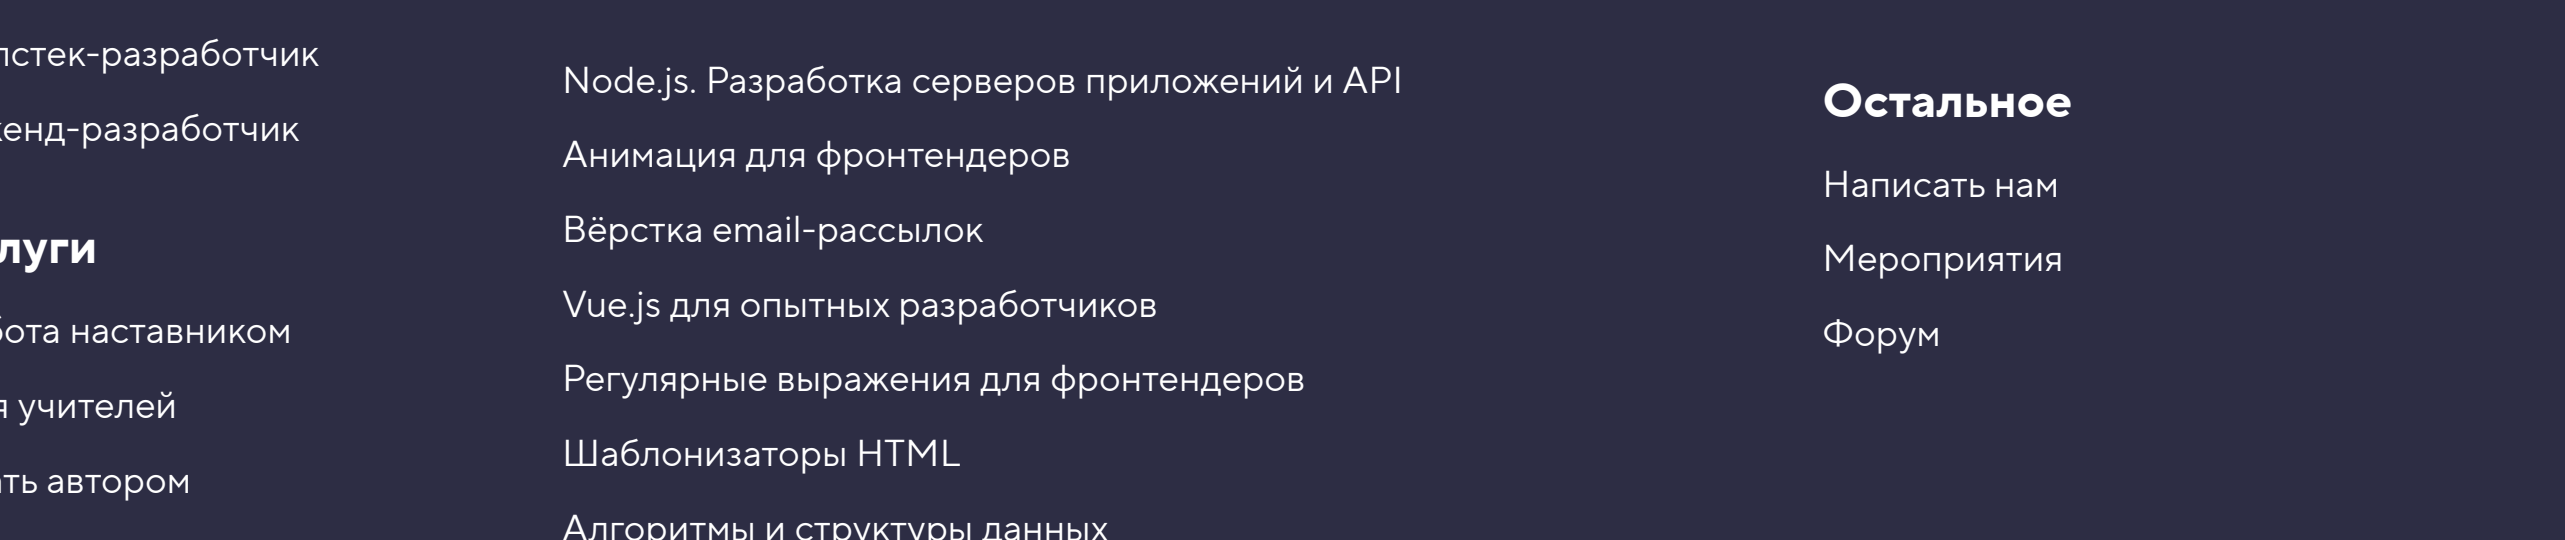 лстек-разработчик
кенд-разработчик
луги
бота наставником
я учителей
ать автором
Node.js. Разработка серверов приложений и API
Анимация для фронтендеров
Вёрстка email-рассылок
Vue.js для опытных разработчиков
Регулярные выражения для фронтендеров
Шаблонизаторы HTML
Алгоритмы и структуры данных
Остальное
Написать нам
Мероприятия
Форум